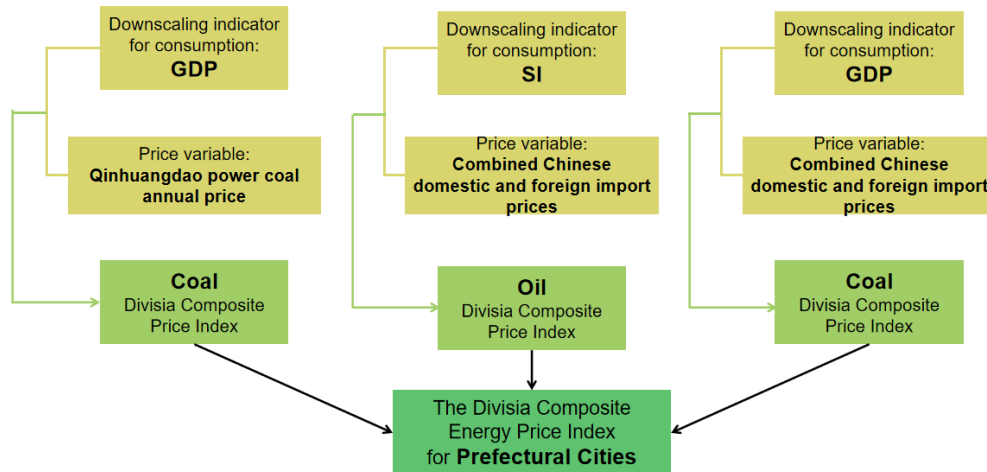 Downscaling indicator
for consumption:
GDP
Downscaling indicator
for consumption:
SI
Downscaling indicator
for consumption:
GDP
Price variable:
Qinhuangdao power coal
annual price
Price variable:
Combined Chinese
domestic and foreign import
prices
Price variable:
Combined Chinese
domestic and foreign import
prices
Coal
Divisia Composite
Price Index
Oil
Divisia Composite
Price Index
Coal
Divisia Composite
Price Index
The Divisia Composite
Energy Price Index
for Prefectural Cities